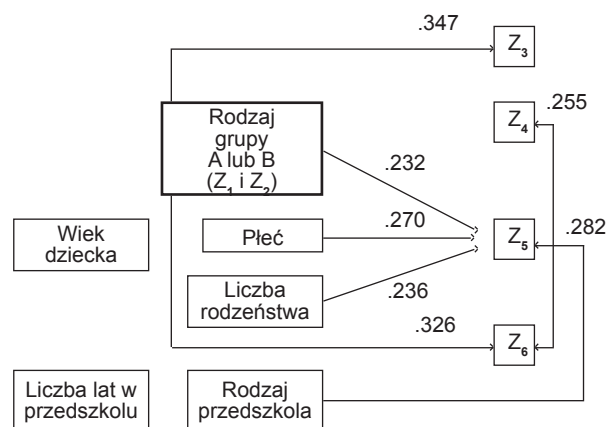 .347
Z₃
.255
Rodzaj
grupy
A lub B
(Z₁ i Z₂)
Z₄
.232
Wiek
dziecka
Płeć
.270
Z₅
.282
Liczba
rodzeństwa
.236
.326
Z₆
Liczba lat w
przedszkolu
Rodzaj
przedszkola